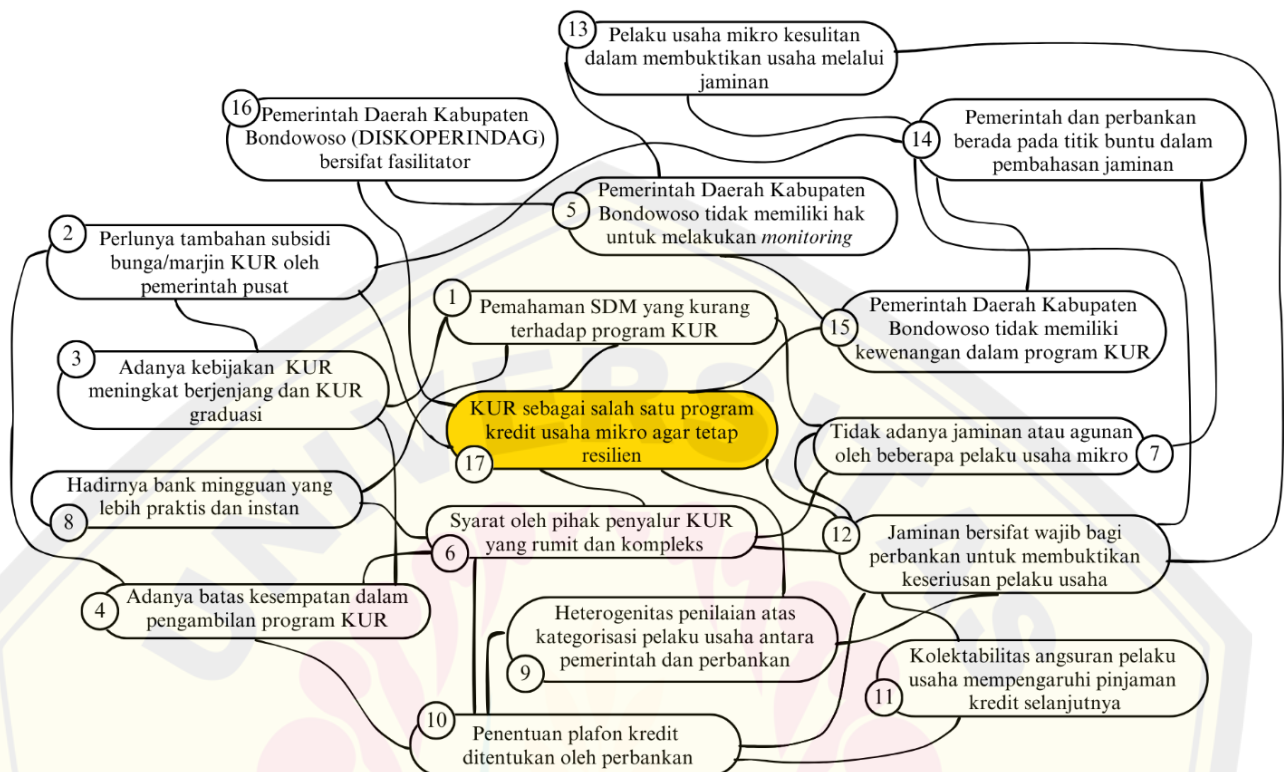 13
Pelaku usaha mikro kesulitan
dalam membuktikan usaha melalui
jaminan
16
Pemerintah Daerah Kabupaten
Bondowoso (DISKOPERINDAG)
bersifat fasilitator
14
Pemerintah dan perbankan
berada pada titik buntu dalam
pembahasan jaminan
5
Pemerintah Daerah Kabupaten
Bondowoso tidak memiliki hak
untuk melakukan monitoring
2
Perlunya tambahan subsidi
bunga/marjin KUR oleh
pemerintah pusat
1
Pemahaman SDM yang kurang
terhadap program KUR
15
Pemerintah Daerah Kabupaten
Bondowoso tidak memiliki
kewenangan dalam program KUR
3
Adanya kebijakan KUR
meningkat berjenjang dan KUR
graduasi
KUR sebagai salah satu program
kredit usaha mikro agar tetap
resilien
17
Tidak adanya jaminan atau agunan
oleh beberapa pelaku usaha mikro
7
Hadirnya bank mingguan yang
lebih praktis dan instan
8
Syarat oleh pihak penyalur KUR
yang rumit dan kompleks
6
12
Jaminan bersifat wajib bagi
perbankan untuk membuktikan
keseriusan pelaku usaha
4
Adanya batas kesempatan dalam
pengambilan program KUR
Heterogenitas penilaian atas
kategorisasi pelaku usaha antara
pemerintah dan perbankan
9
Kolektabilitas angsuran pelaku
usaha mempengaruhi pinjaman
kredit selanjutnya
11
10
Penentuan plafon kredit
ditentukan oleh perbankan